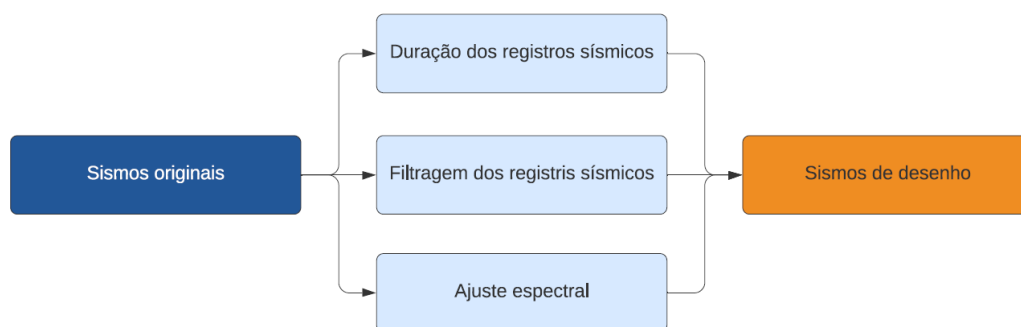 Duração dos registros sísmicos
Sismos originais
Filtragem dos registris sísmicos
Sismos de desenho
Ajuste espectral